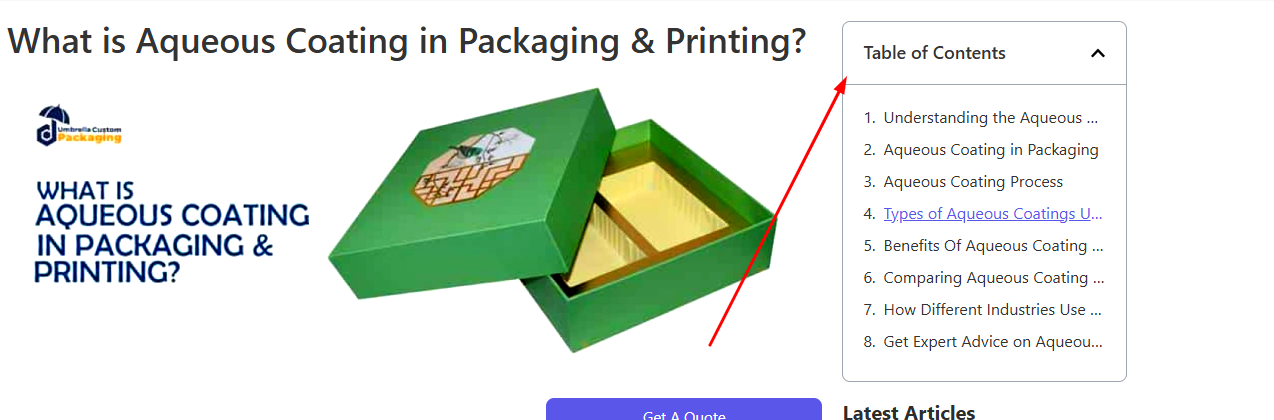 What is Aqueous Coating in Packaging & Printing?
Umbrella Custom
Packaging
WHAT IS
AQUEOUS COATING
IN PACKAGING &
PRINTING?
Get A Quote
Table of Contents
1. Understanding the Aqueous ...
2. Aqueous Coating in Packaging
3. Aqueous Coating Process
4. Types of Aqueous Coatings U...
5. Benefits Of Aqueous Coating ...
6. Comparing Aqueous Coating ...
7. How Different Industries Use ...
8. Get Expert Advice on Aqueou...
Latest Articles